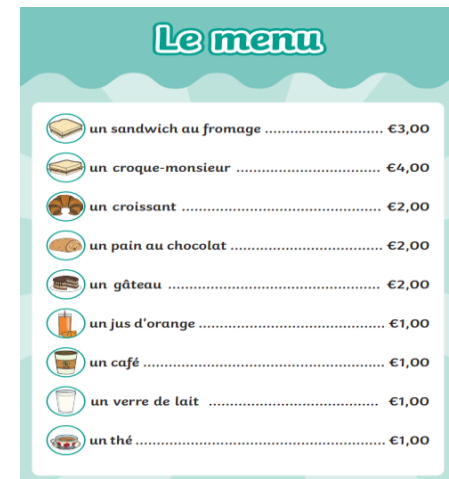 Le menu
un sandwich au fromage ............................ €3,00
un croque-monsieur ........................... €4,00
un croissant ...................................... €2,00
un pain au chocolat ............................. €2,00
un gâteau ........................................ €2,00
un jus d'orange ................................... €1,00
un café .............................................. €1,00
un verre de lait ............................... €1,00
un thé ................................................ €1,00